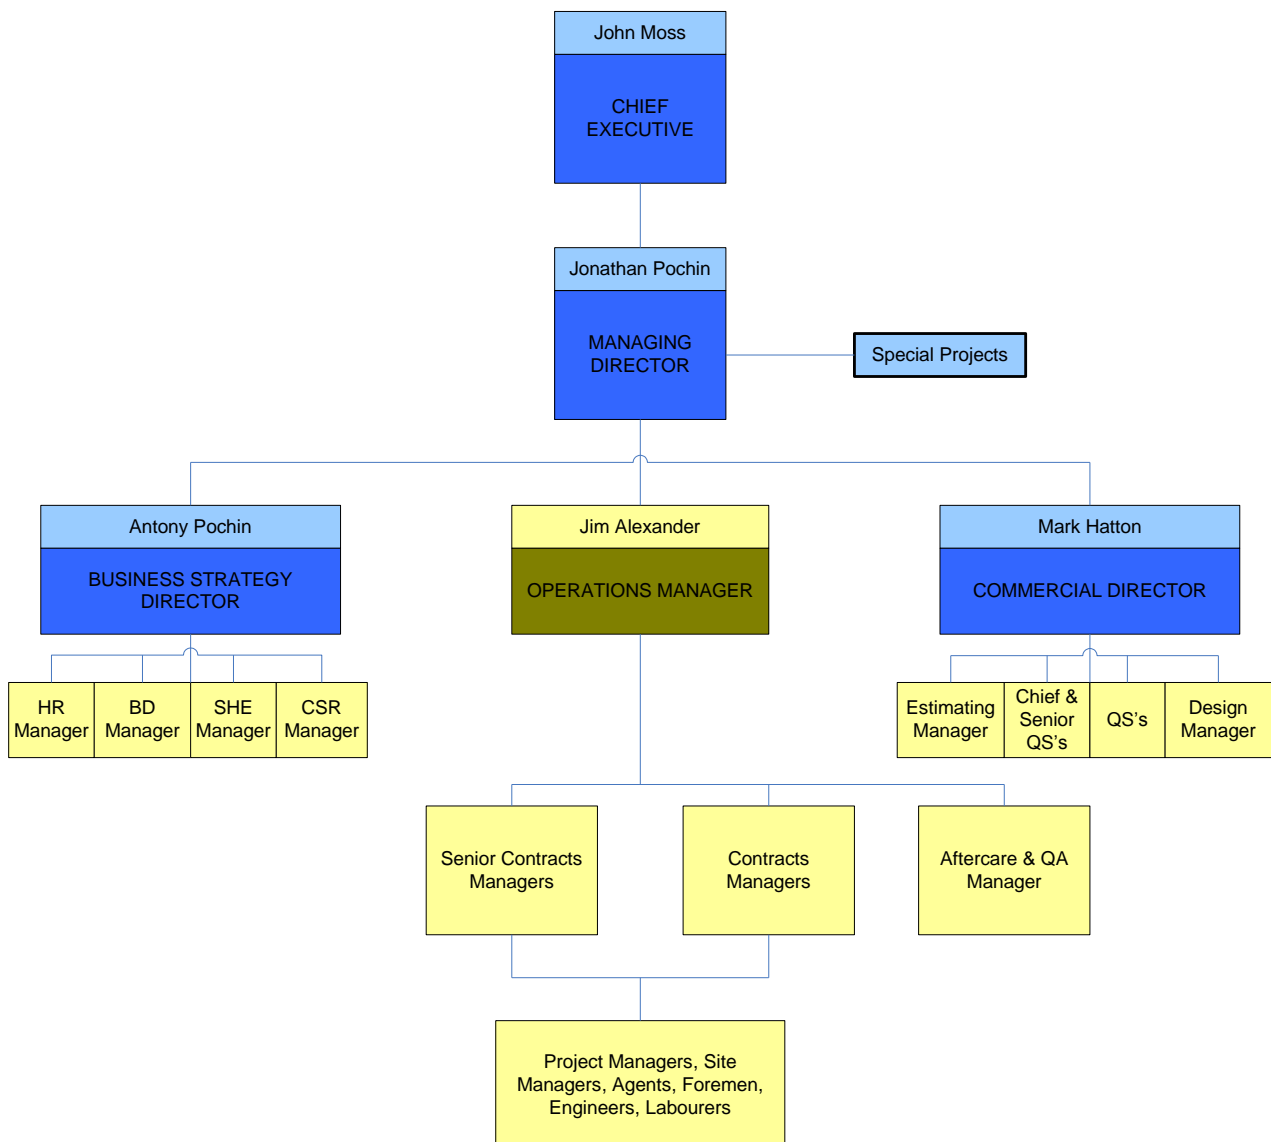 John Moss
CHIEF
EXECUTIVE
Jonathan Pochin
MANAGING
DIRECTOR
Special Projects
Antony Pochin
BUSINESS STRATEGY
DIRECTOR
Jim Alexander
OPERATIONS MANAGER
Mark Hatton
COMMERCIAL DIRECTOR
HR
Manager
BD
Manager
SHE
Manager
CSR
Manager
Estimating
Manager
Chief &
Senior
QS’s
QS’s
Design
Manager
Senior Contracts
Managers
Contracts
Managers
Aftercare & QA
Manager
Project Managers, Site
Managers, Agents, Foremen,
Engineers, Labourers